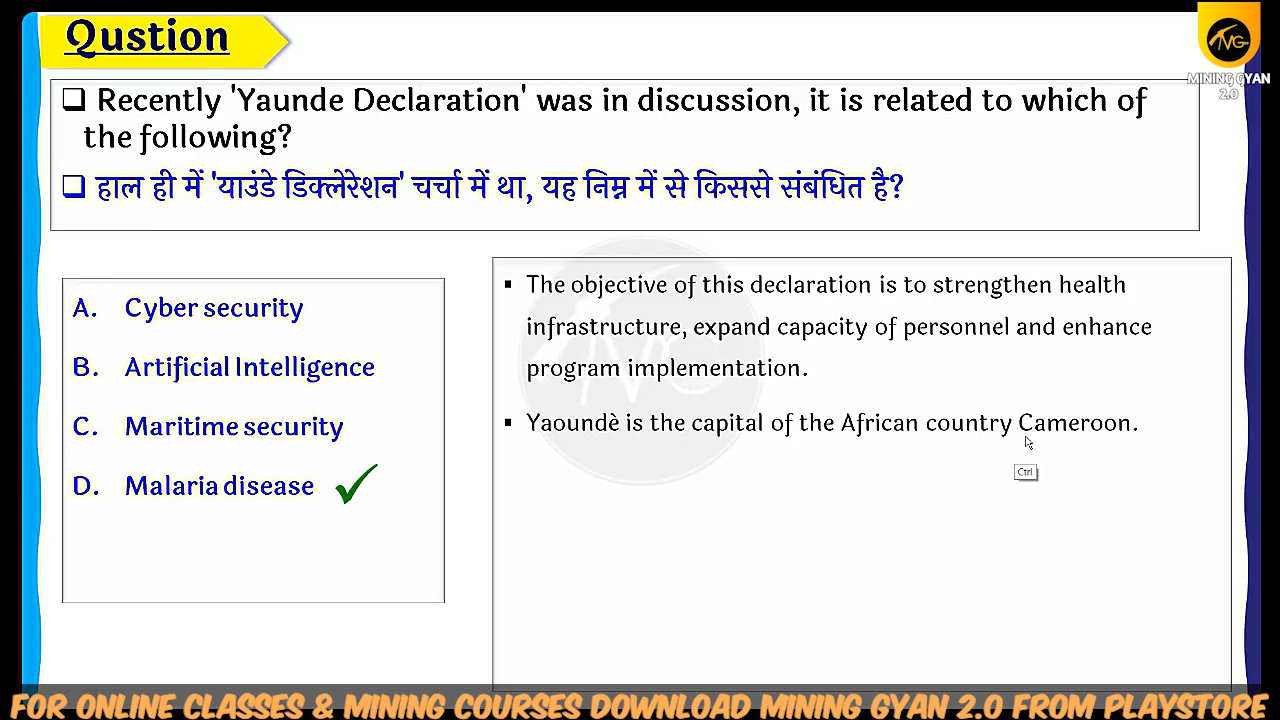 Qustion
MINING GYAN
2.0
❑ Recently 'Yaunde Declaration' was in discussion, it is related to which of
the following?
❑ हाल ही में 'याउंडे डिक्लेरेशन' चर्चा में था, यह निम्न में से किससे संबंधित है?
A. Cyber security
B. Artificial Intelligence
C. Maritime security
D. Malaria disease
▪ The objective of this declaration is to strengthen health
infrastructure, expand capacity of personnel and enhance
program implementation.
▪ Yaoundè is the capital of the African country Cameroon.
Ctrl
FOR ONLINE CLASSES & MINING COURSES DOWNLOAD MINING GYAN 2.0 FROM PLAYSTORE